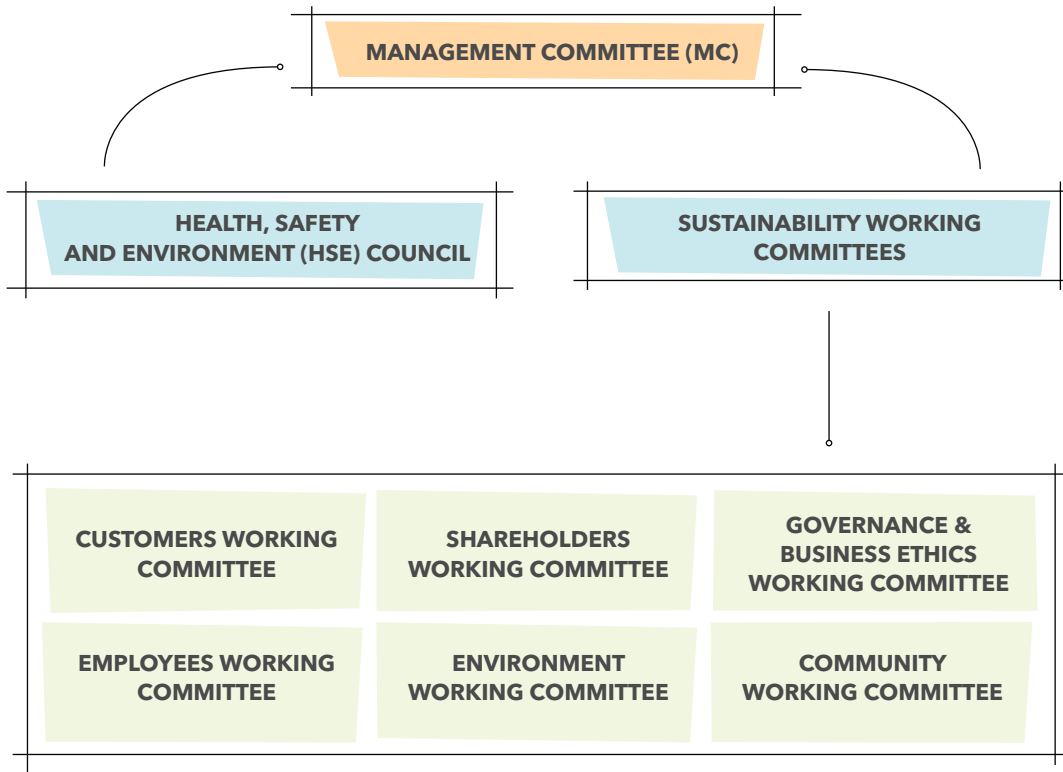 MANAGEMENT COMMITTEE (MC)
HEALTH, SAFETY
AND ENVIRONMENT (HSE) COUNCIL
SUSTAINABILITY WORKING
COMMITTEES
CUSTOMERS WORKING
COMMITTEE
SHAREHOLDERS
WORKING COMMITTEE
GOVERNANCE &
BUSINESS ETHICS
WORKING COMMITTEE
EMPLOYEES WORKING
COMMITTEE
ENVIRONMENT
WORKING COMMITTEE
COMMUNITY
WORKING COMMITTEE